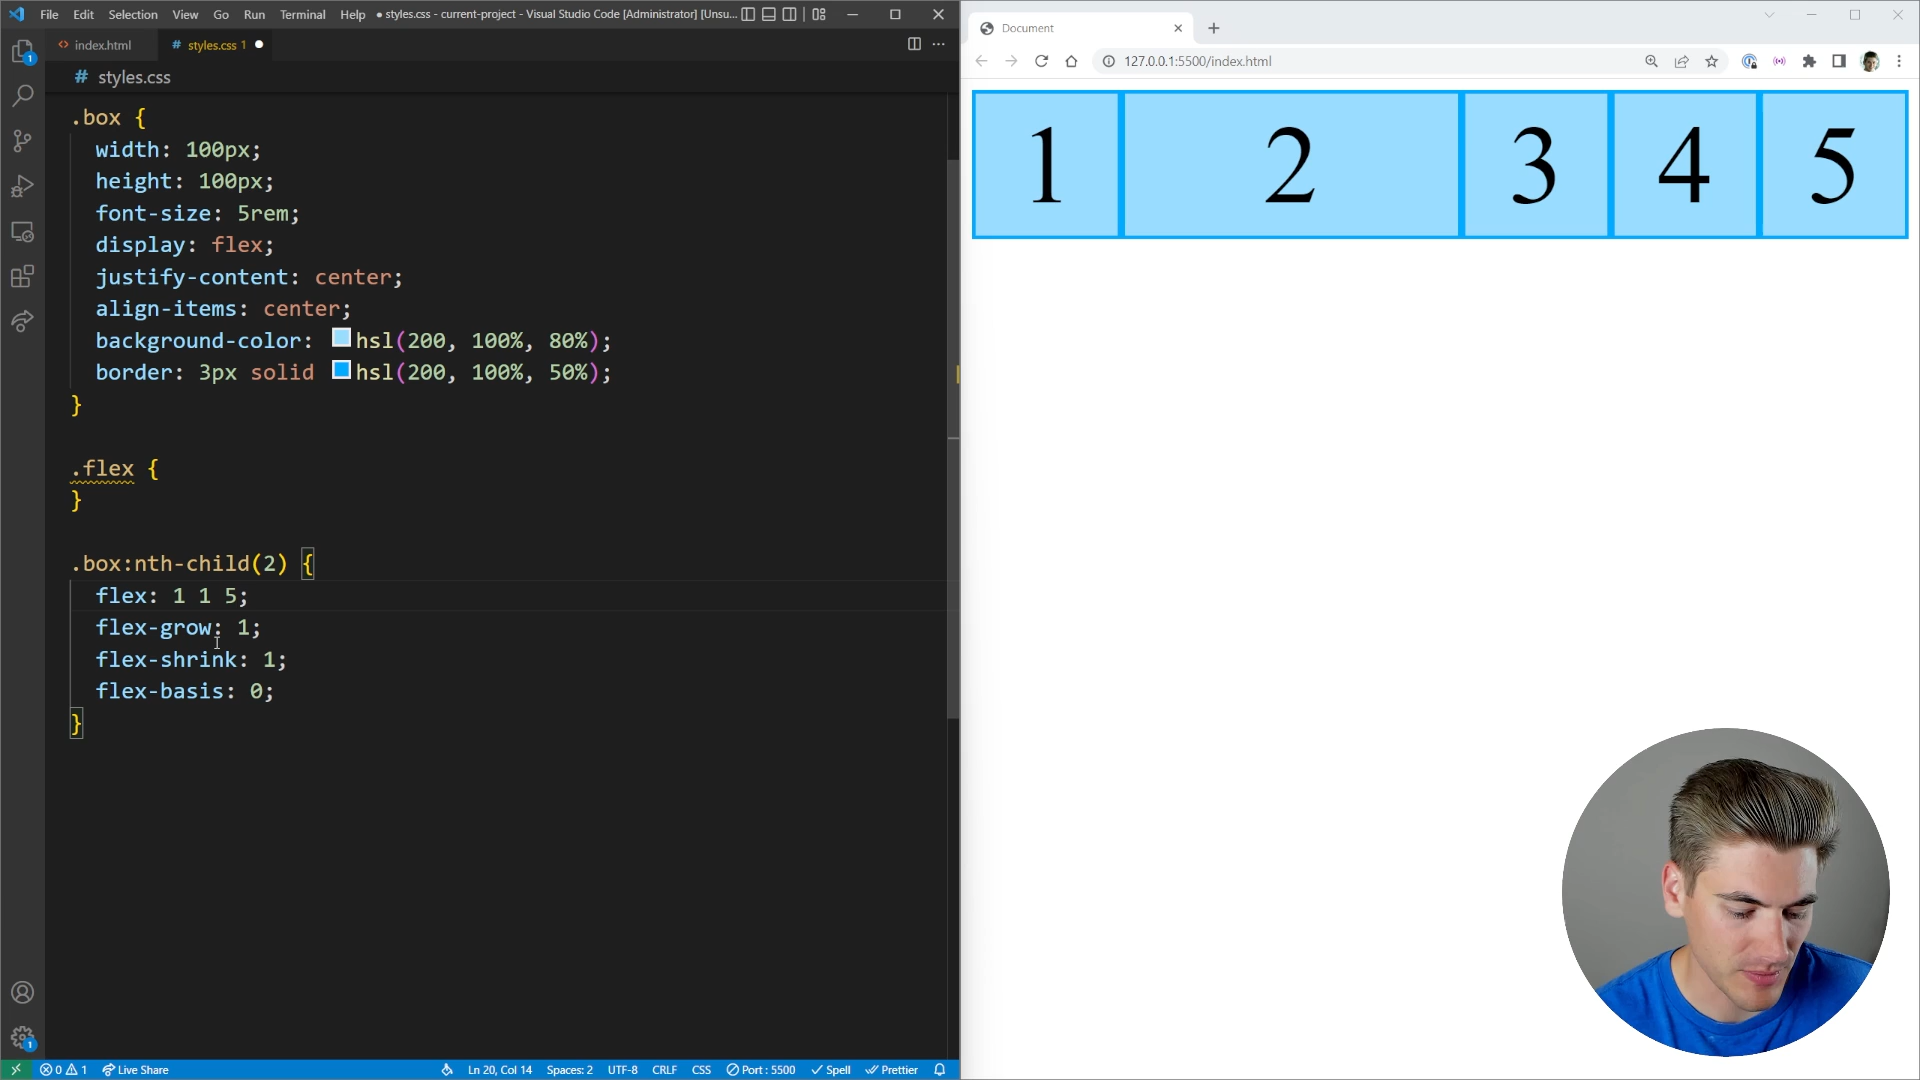 File Edit Selection View Go Run Terminal Help
● styles.css - current-project - Visual Studio Code [Administrator] [Unsu...
<> index.html
# styles.css 1 ●
# styles.css
.box {
width: 100px;
height: 100px;
font-size: 5rem;
display: flex;
justify-content: center;
align-items: center;
background-color: hsl(200, 100%, 80%);
border: 3px solid hsl(200, 100%, 50%);
}
.flex {
}
.box:nth-child(2) {
flex: 1 1 5;
flex-grow: 1;
flex-shrink: 1;
flex-basis: 0;
}
1
1
0 1 Live Share
Ln 20, Col 14 Spaces: 2 UTF-8 CRLF CSS Port : 5500 Spell Prettier
Document
127.0.0.1:5500/index.html
1 2 3 4 5